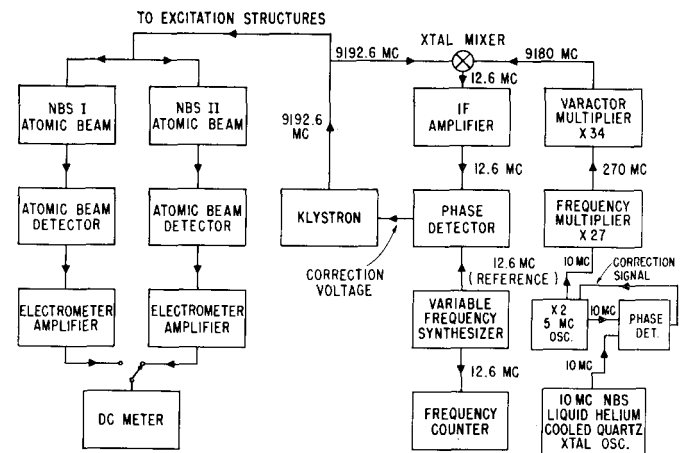 TO EXCITATION STRUCTURES
XTAL MIXER
9192.6 MC
9180 MC
12.6 MC
NBS I
ATOMIC BEAM
NBS II
ATOMIC BEAM
9192.6
MC
IF
AMPLIFIER
VARACTOR
MULTIPLIER
X 34
12.6 MC
270 MC
ATOMIC BEAM
DETECTOR
ATOMIC BEAM
DETECTOR
KLYSTRON
PHASE
DETECTOR
FREQUENCY
MULTIPLIER
X 27
CORRECTION
VOLTAGE
12.6 MC
(REFERENCE)
10 MC
CORRECTION
SIGNAL
ELECTROMETER
AMPLIFIER
ELECTROMETER
AMPLIFIER
VARIABLE
FREQUENCY
SYNTHESIZER
X 2
5 MC
OSC.
10 MC
PHASE
DET.
12.6 MC
10 MC
DC METER
FREQUENCY
COUNTER
10 MC NBS
LIQUID HELIUM
COOLED QUARTZ
XTAL OSC.